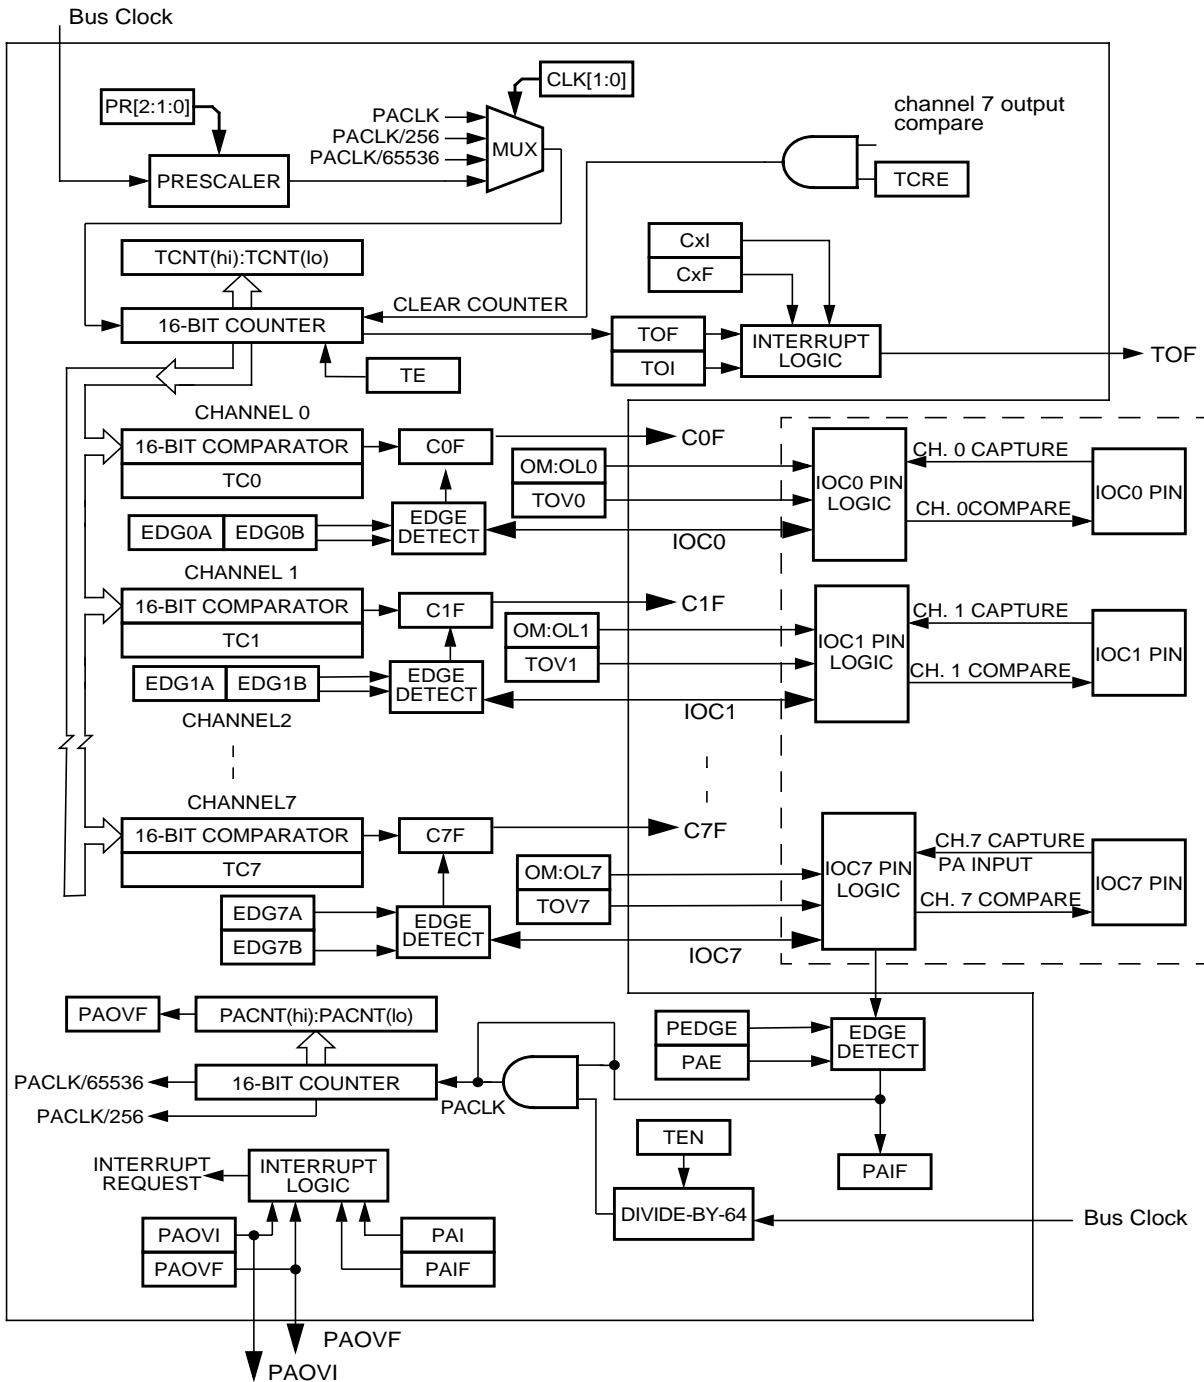 Bus Clock
PR[2:1:0]
CLK[1:0]
PACLK
PACLK/256
PACLK/65536
MUX
PRESCALER
channel 7 output
compare
TCRE
CxI
CxF
TCNT(hi):TCNT(lo)
CLEAR COUNTER
16-BIT COUNTER
TOF
TOI
INTERRUPT
LOGIC
TOF
TE
CHANNEL 0
16-BIT COMPARATOR
TC0
C0F
C0F
OM:OL0
TOV0
IOC0 PIN
LOGIC
CH. 0 CAPTURE
CH. 0COMPARE
IOC0 PIN
EDG0A
EDG0B
EDGE
DETECT
IOC0
CHANNEL 1
16-BIT COMPARATOR
TC1
C1F
C1F
OM:OL1
TOV1
IOC1 PIN
LOGIC
CH. 1 CAPTURE
CH. 1 COMPARE
IOC1 PIN
EDG1A
EDG1B
EDGE
DETECT
IOC1
CHANNEL2
CHANNEL7
16-BIT COMPARATOR
TC7
C7F
C7F
OM:OL7
TOV7
IOC7 PIN
LOGIC
CH.7 CAPTURE
PA INPUT
CH. 7 COMPARE
IOC7 PIN
EDG7A
EDG7B
EDGE
DETECT
IOC7
PAOVF
PACNT(hi):PACNT(lo)
PEDGE
PAE
EDGE
DETECT
PACLK/65536
16-BIT COUNTER
PACLK
PACLK/256
TEN
PAIF
INTERRUPT
REQUEST
INTERRUPT
LOGIC
DIVIDE-BY-64
Bus Clock
PAOVI
PAOVF
PAI
PAIF
PAOVF
PAOVI